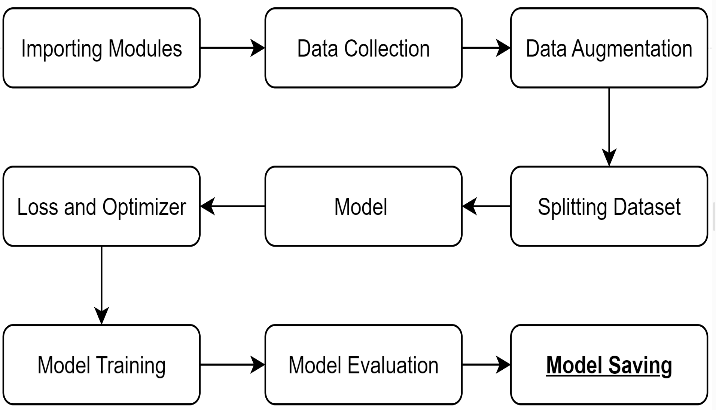 Importing Modules
Data Collection
Data Augmentation
Splitting Dataset
Model
Loss and Optimizer
Model Training
Model Evaluation
Model Saving